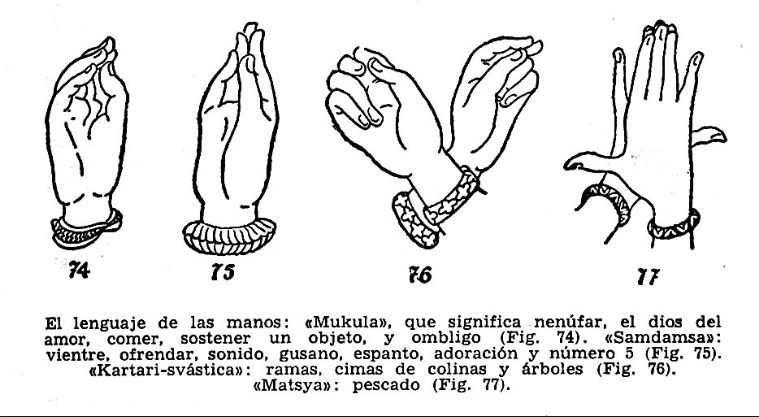 74 75 76 77
El lenguaje de las manos: «Mukula», que significa nenúfar, el dios del
amor, comer, sostener un objeto, y ombligo (Fig. 74). «Samdamsa»:
vientre, ofrendar, sonido, gusano, espanto, adoración y número 5 (Fig. 75).
«Kartari-svástica»: ramas, cimas de colinas y árboles (Fig. 76).
«Matsya»: pescado (Fig. 77).